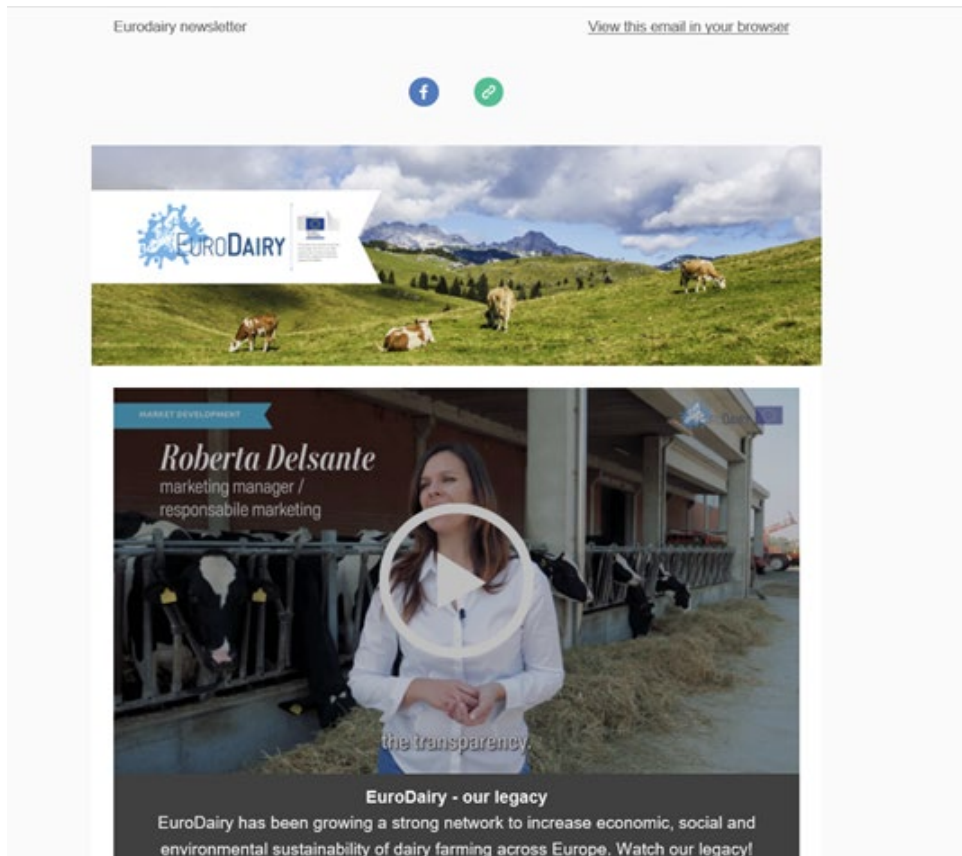 Eurodairy newsletter
View this email in your browser
EURODAIRY
MARKET DEVELOPMENT
Roberta Delsante
marketing manager /
responsabile marketing
DAIRY
the transparency.
EuroDairy - our legacy
EuroDairy has been growing a strong network to increase economic, social and
environmental sustainability of dairy farming across Europe. Watch our legacy!